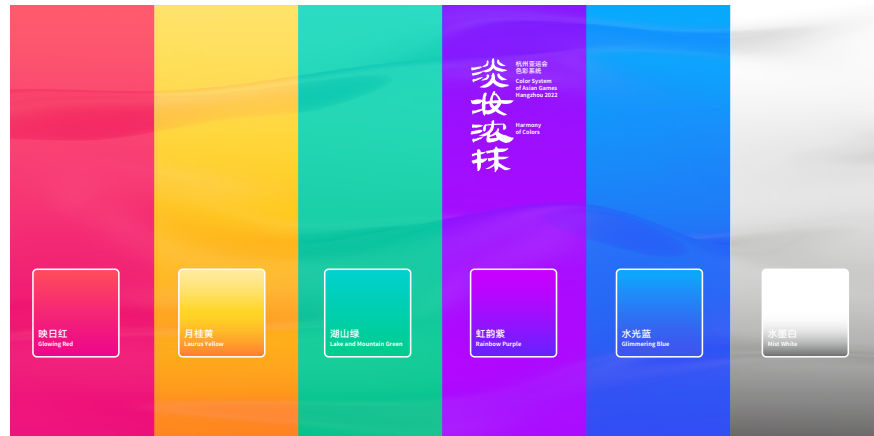 淡妆浓抹
杭州亚运会
色彩系统
Color System
of Asian Games
Hangzhou 2022
Harmony
of Colors
映日红
Glowing Red
月桂黄
Laurus Yellow
湖山绿
Lake and Mountain Green
虹韵紫
Rainbow Purple
水光蓝
Glimmering Blue
水墨白
Mist White